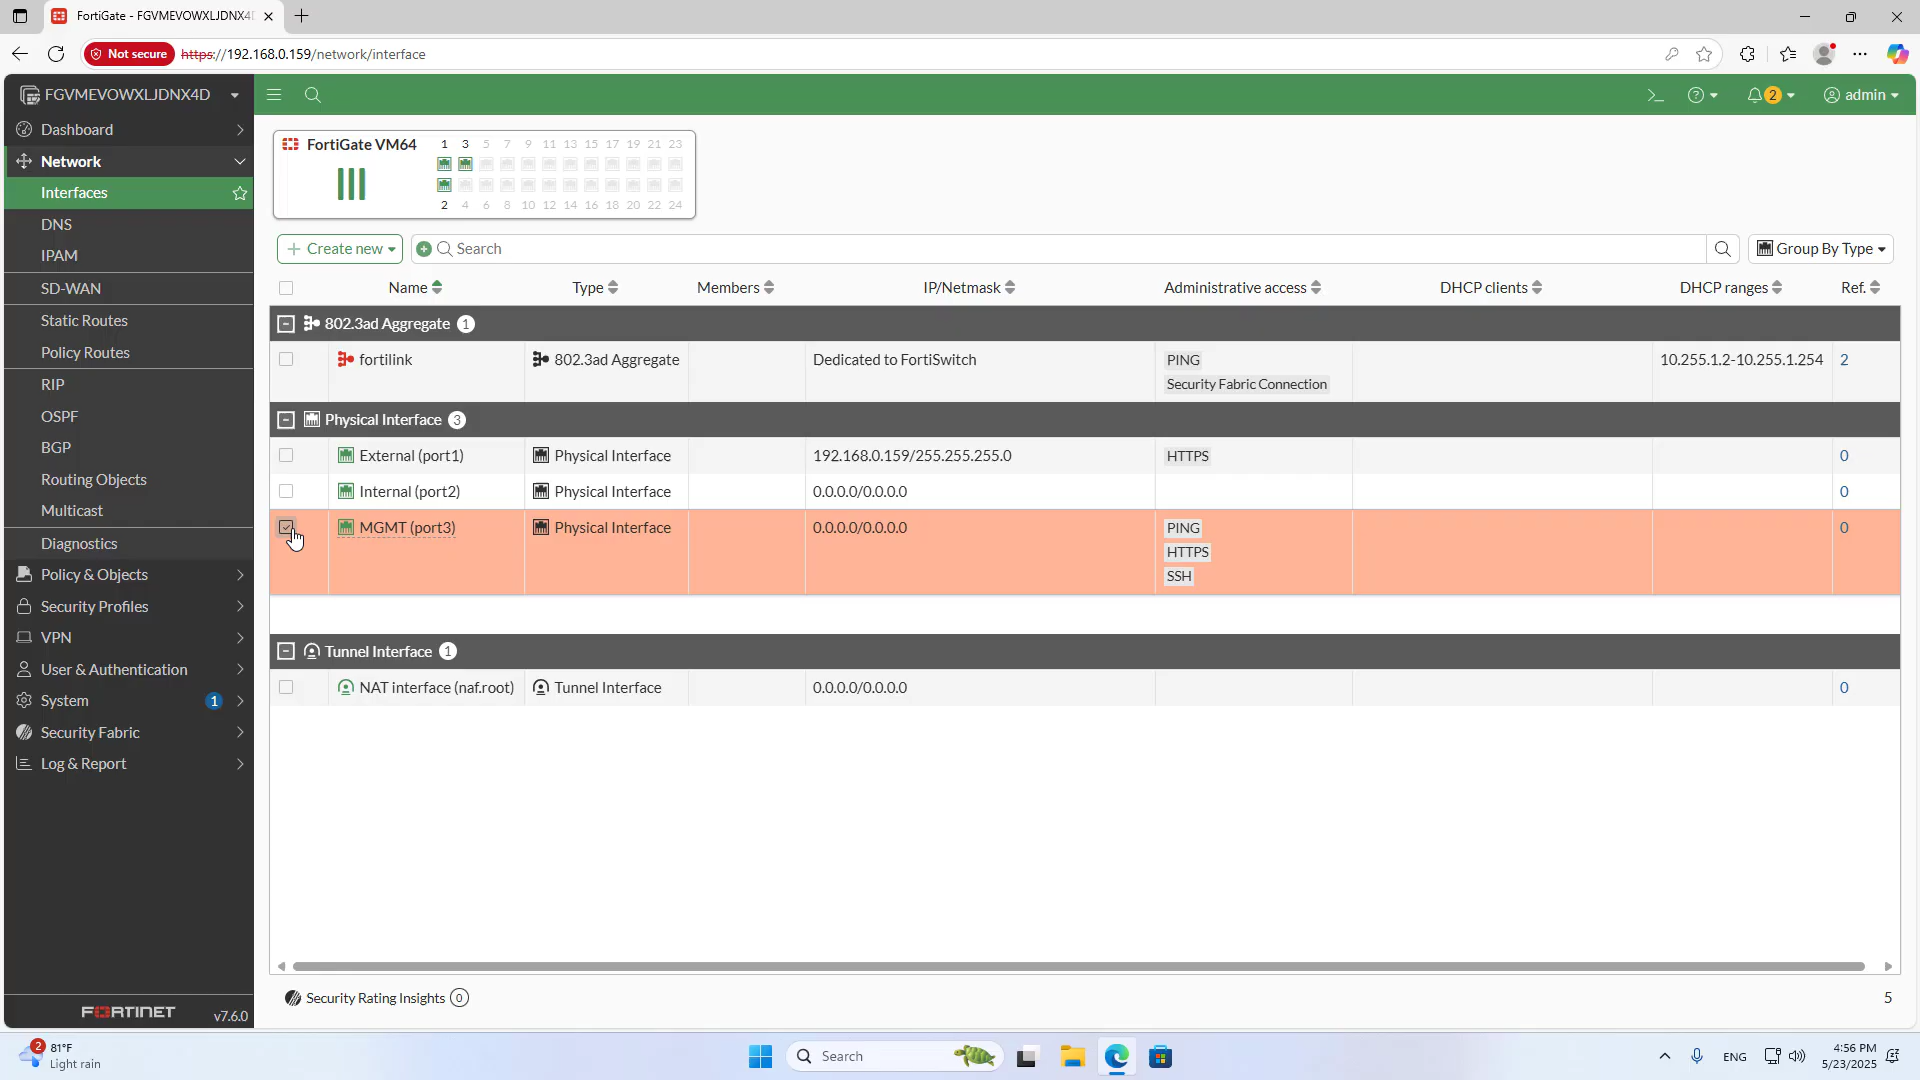 FortiGate - FGVMEVOWXLJDNX4D
Not secure https://192.168.0.159/network/interface
FGVMEVOWXLJDNX4D
2
admin
Dashboard
Network
Interfaces
DNS
IPAM
SD-WAN
Static Routes
Policy Routes
RIP
OSPF
BGP
Routing Objects
Multicast
Diagnostics
Policy & Objects
Security Profiles
VPN
User & Authentication
System 1
Security Fabric
Log & Report
FORTINET v7.6.0
FortiGate VM64
1 3 5 7 9 11 13 15 17 19 21 23
2 4 6 8 10 12 14 16 18 20 22 24
Create new
Search
Group By Type
Name Type Members IP/Netmask Administrative access DHCP clients DHCP ranges Ref.
802.3ad Aggregate 1
fortilink 802.3ad Aggregate Dedicated to FortiSwitch PING 10.255.1.2-10.255.1.254 2
Security Fabric Connection
Physical Interface 3
External (port1) Physical Interface 192.168.0.159/255.255.255.0 HTTPS 0
Internal (port2) Physical Interface 0.0.0.0/0.0.0.0 0
MGMT (port3) Physical Interface 0.0.0.0/0.0.0.0 PING 0
HTTPS
SSH
Tunnel Interface 1
NAT interface (naf.root) Tunnel Interface 0.0.0.0/0.0.0.0 0
Security Rating Insights 0
5
2
81°F
Light rain
Search
ENG
4:56 PM
5/23/2025